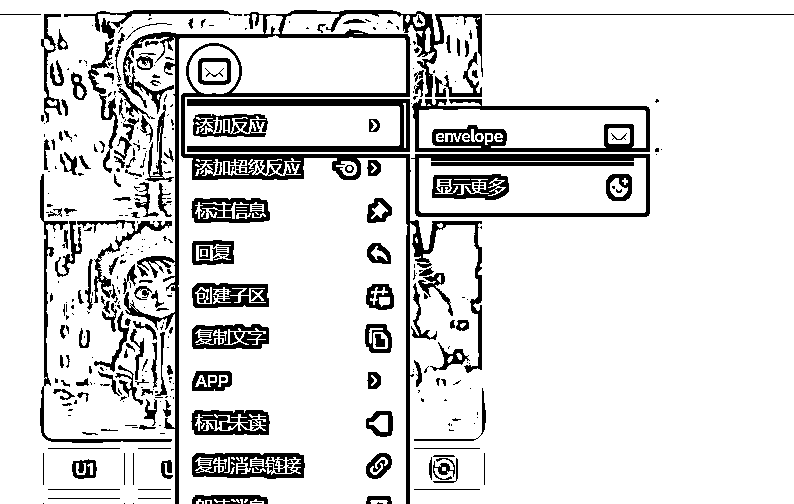 添加反应
envelope
添加超级反应
显示更多
标注信息
回复
创建子区
复制文字
APP
标记未读
复制消息链接
U1